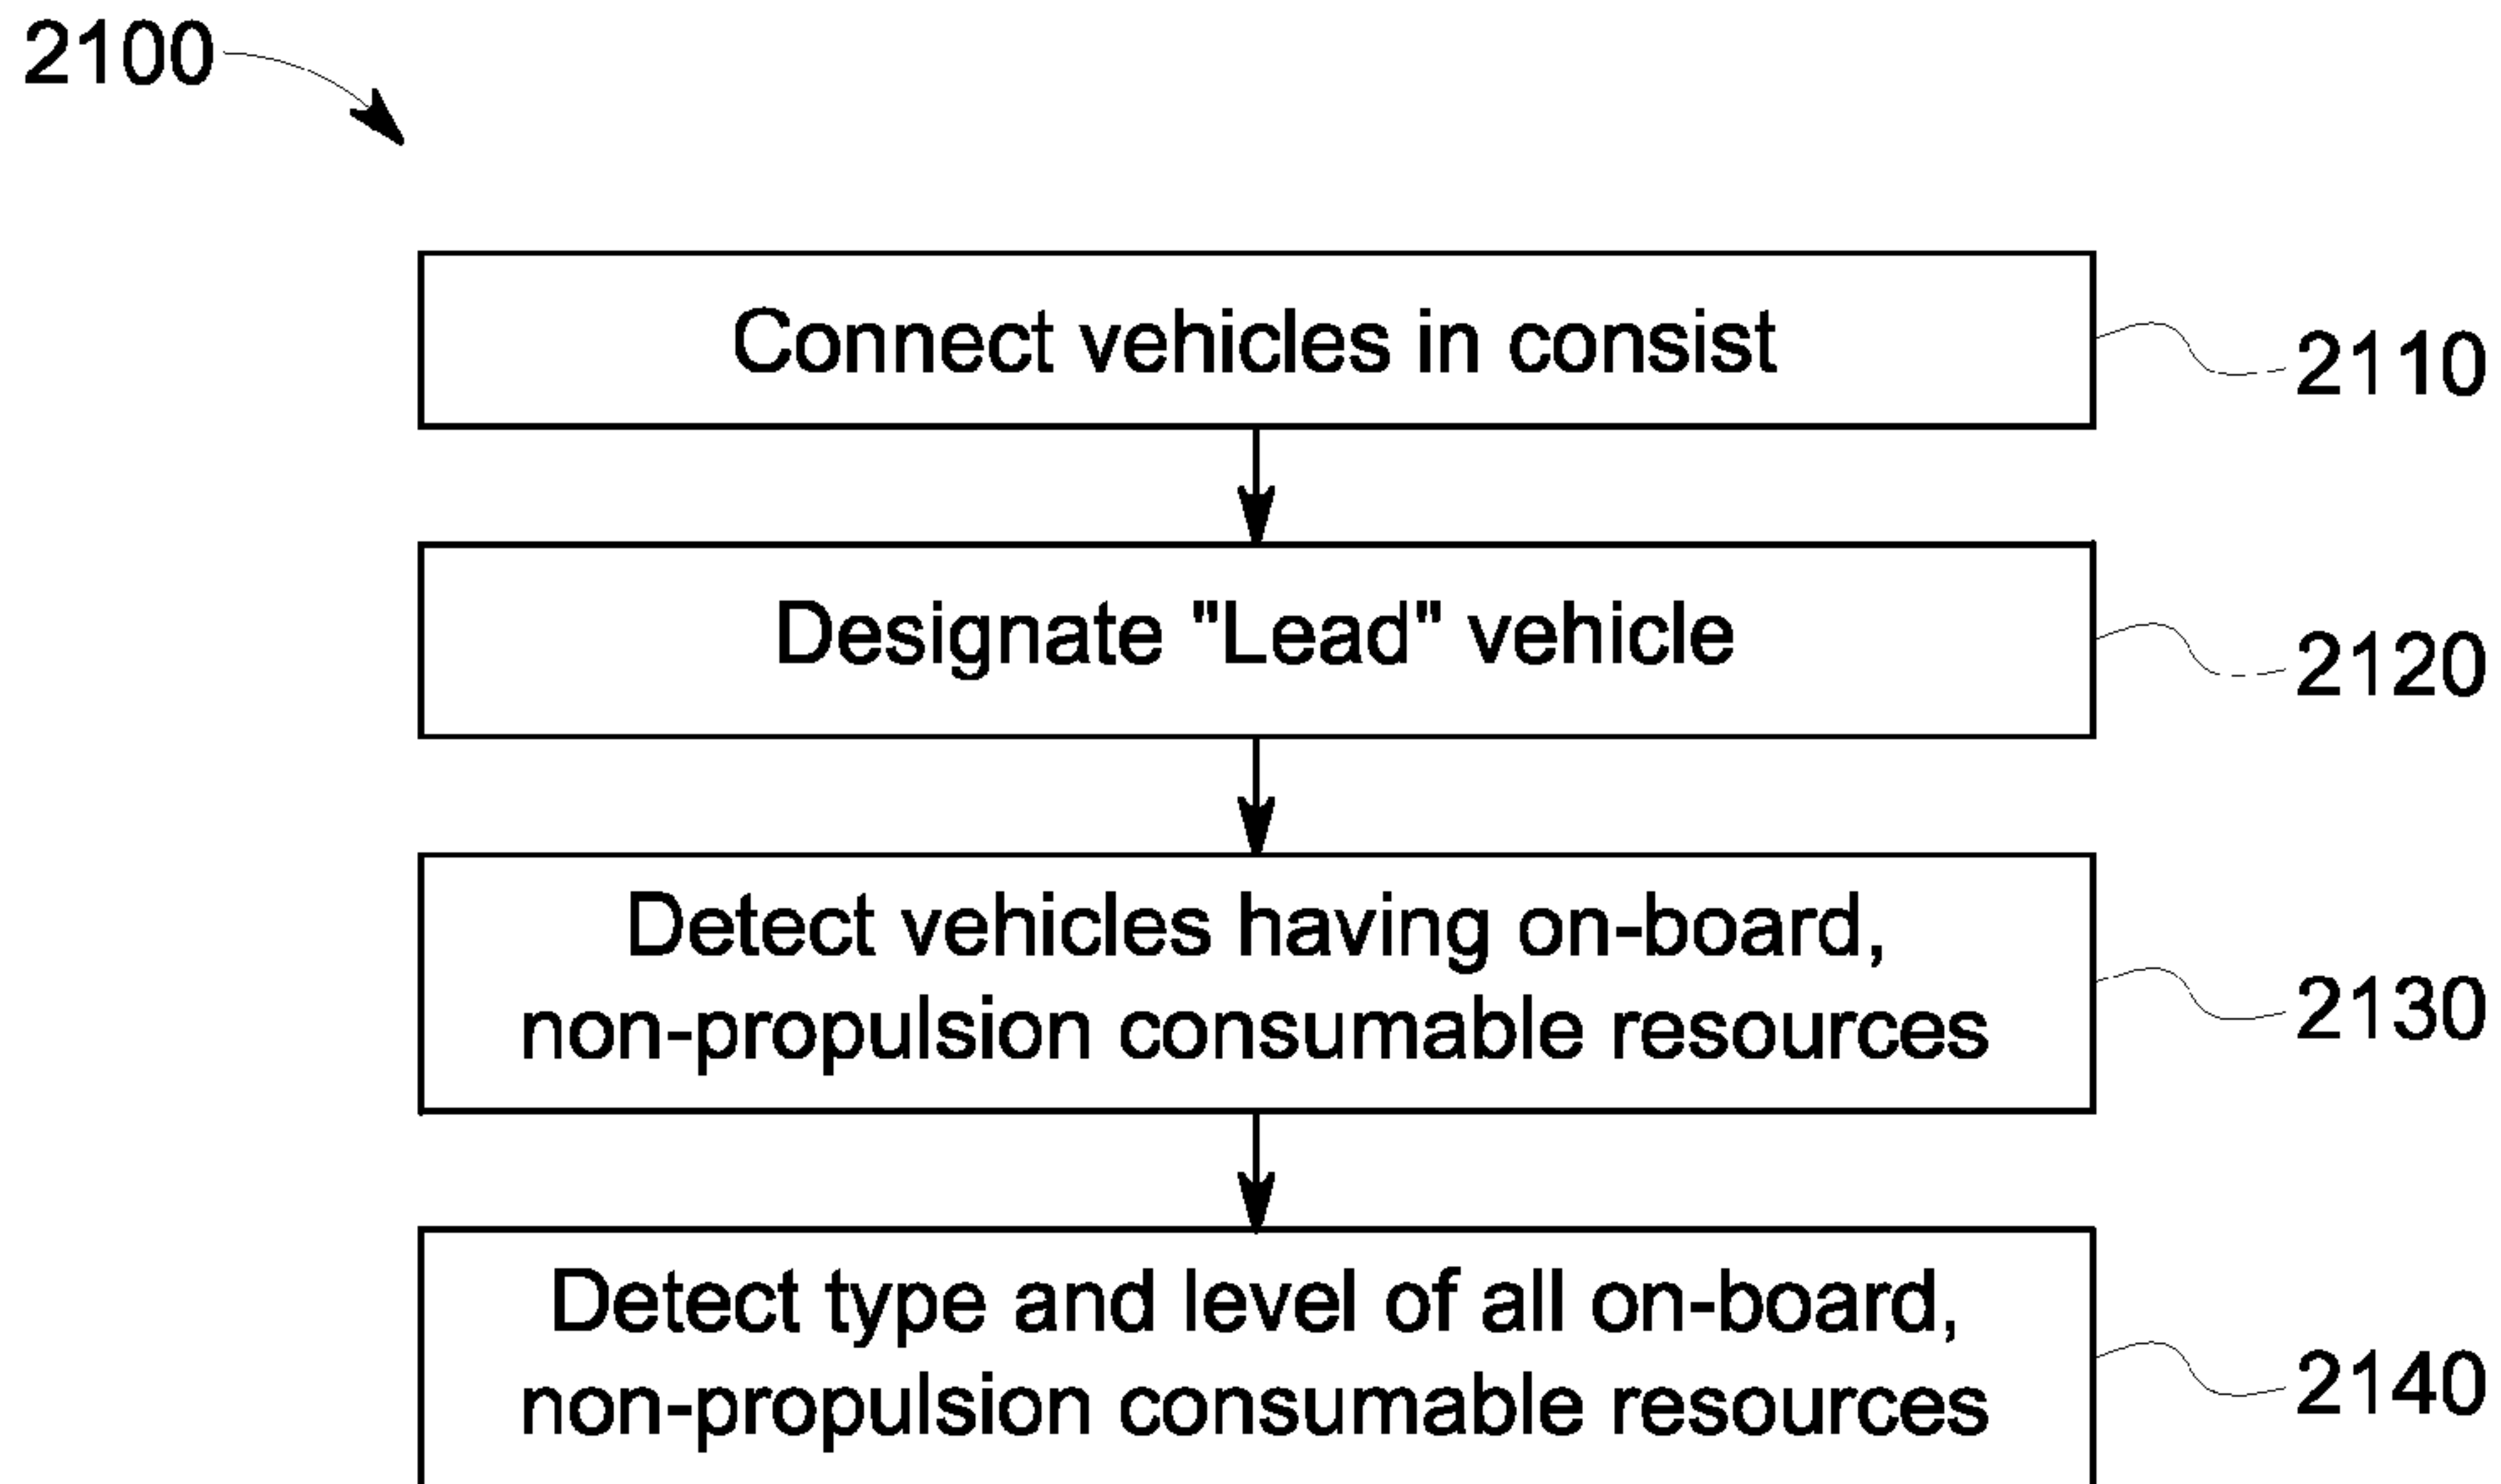 2100
Connect vehicles in consist
2110
Designate "Lead" vehicle
2120
Detect vehicles having on-board,
non-propulsion consumable resources
2130
Detect type and level of all on-board,
non-propulsion consumable resources
2140